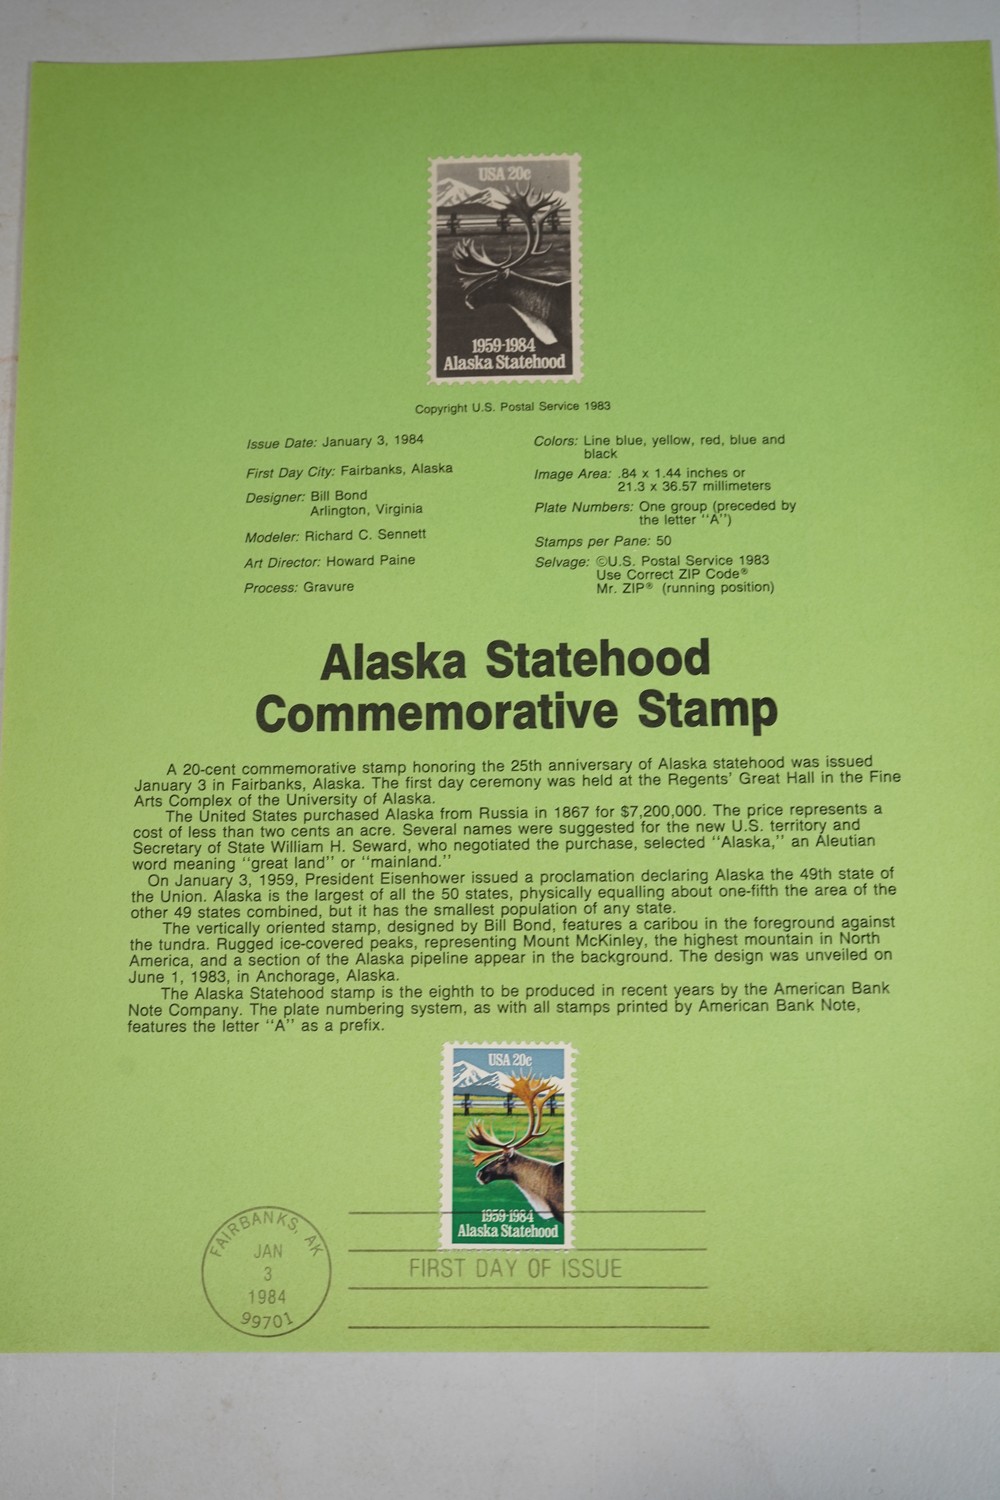 USA 20c
1959-1984
Alaska Statehood
Copyright U.S. Postal Service 1983
Issue Date: January 3, 1984
First Day City: Fairbanks, Alaska
Designer: Bill Bond
Arlington, Virginia
Modeler: Richard C. Sennett
Art Director: Howard Paine
Process: Gravure
Colors: Line blue, yellow, red, blue and
black
Image Area: .84 x 1.44 inches or
21.3 x 36.57 millimeters
Plate Numbers: One group (preceded by
the letter "A")
Stamps per Pane: 50
Selvage: ©U.S. Postal Service 1983
Use Correct ZIP Code®
Mr. ZIP® (running position)
Alaska Statehood
Commemorative Stamp
A 20-cent commemorative stamp honoring the 25th anniversary of Alaska statehood was issued
January 3 in Fairbanks, Alaska. The first day ceremony was held at the Regents' Great Hall in the Fine
Arts Complex of the University of Alaska.
The United States purchased Alaska from Russia in 1867 for $7,200,000. The price represents a
cost of less than two cents an acre. Several names were suggested for the new U.S. territory and
Secretary of State William H. Seward, who negotiated the purchase, selected "Alaska," an Aleutian
word meaning "great land" or "mainland."
On January 3, 1959, President Eisenhower issued a proclamation declaring Alaska the 49th state of
the Union. Alaska is the largest of all the 50 states, physically equalling about one-fifth the area of the
other 49 states combined, but it has the smallest population of any state.
The vertically oriented stamp, designed by Bill Bond, features a caribou in the foreground against
the tundra. Rugged ice-covered peaks, representing Mount McKinley, the highest mountain in North
America, and a section of the Alaska pipeline appear in the background. The design was unveiled on
June 1, 1983, in Anchorage, Alaska.
The Alaska Statehood stamp is the eighth to be produced in recent years by the American Bank
Note Company. The plate numbering system, as with all stamps printed by American Bank Note,
features the letter "A" as a prefix.
USA 20c
1959-1984
Alaska Statehood
FAIRBANKS, AK
JAN
3
1984
99701
FIRST DAY OF ISSUE